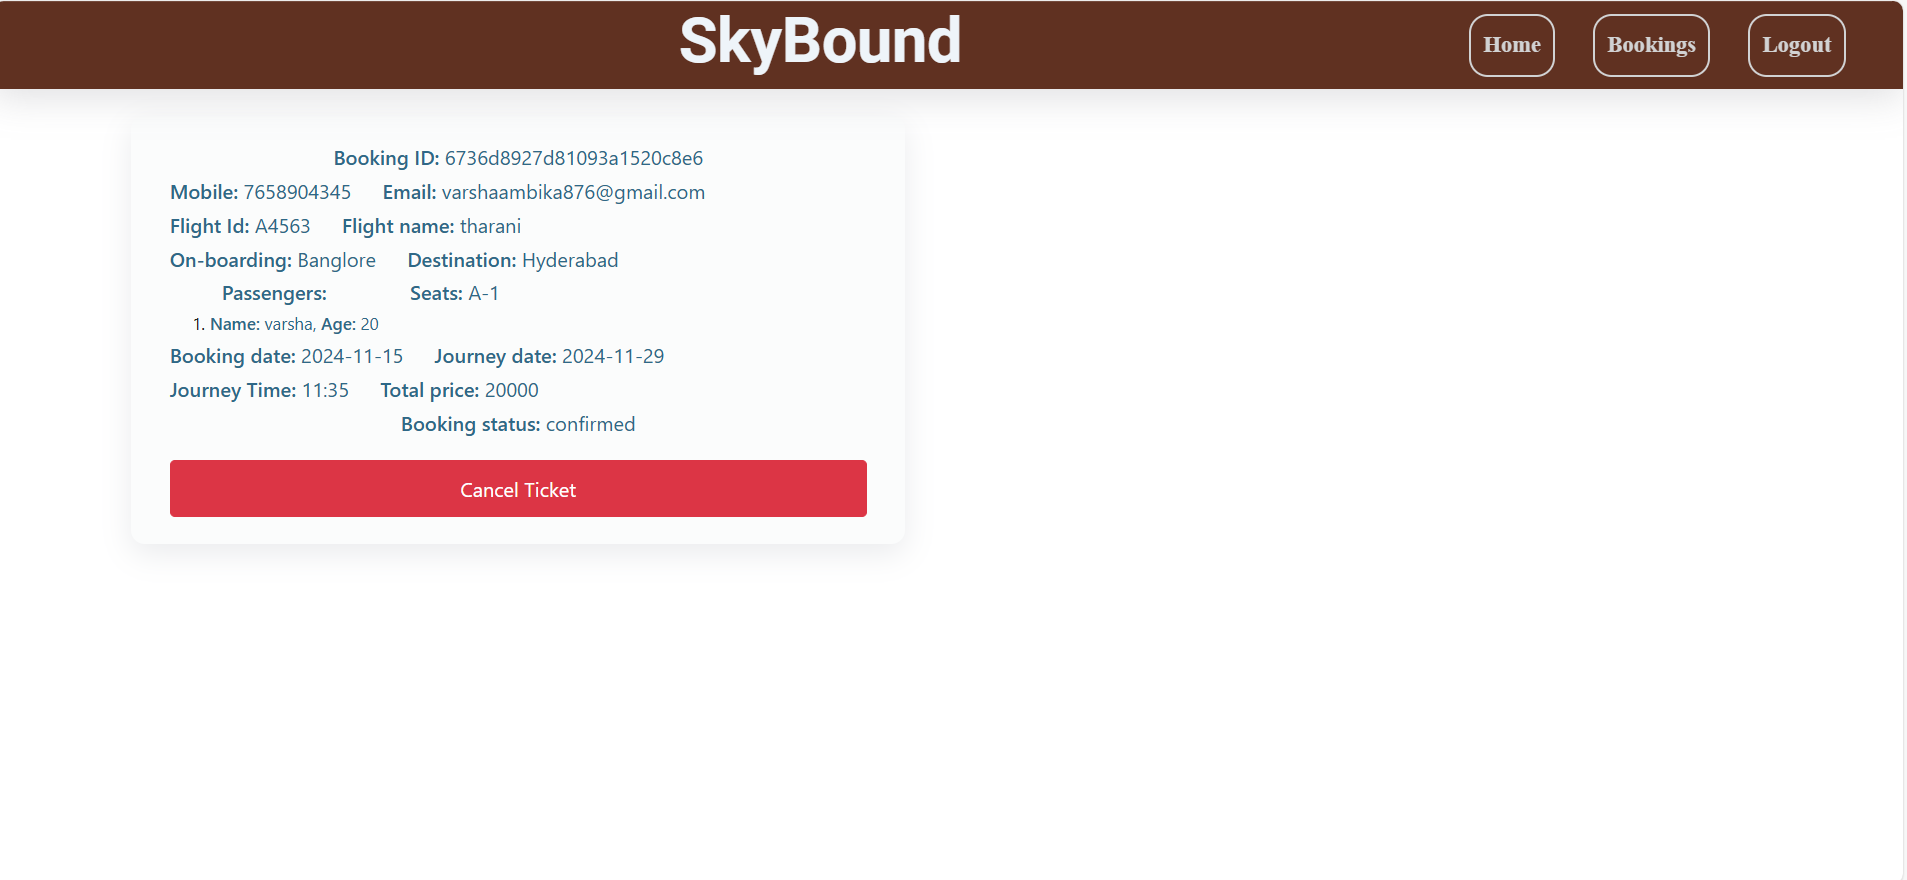 SkyBound
Home Bookings Logout
Booking ID: 6736d8927d81093a1520c8e6
Mobile: 7658904345 Email: varshaambika876@gmail.com
Flight Id: A4563 Flight name: tharani
On-boarding: Banglore Destination: Hyderabad
Passengers: Seats: A-1
1. Name: varsha, Age: 20
Booking date: 2024-11-15 Journey date: 2024-11-29
Journey Time: 11:35 Total price: 20000
Booking status: confirmed
Cancel Ticket